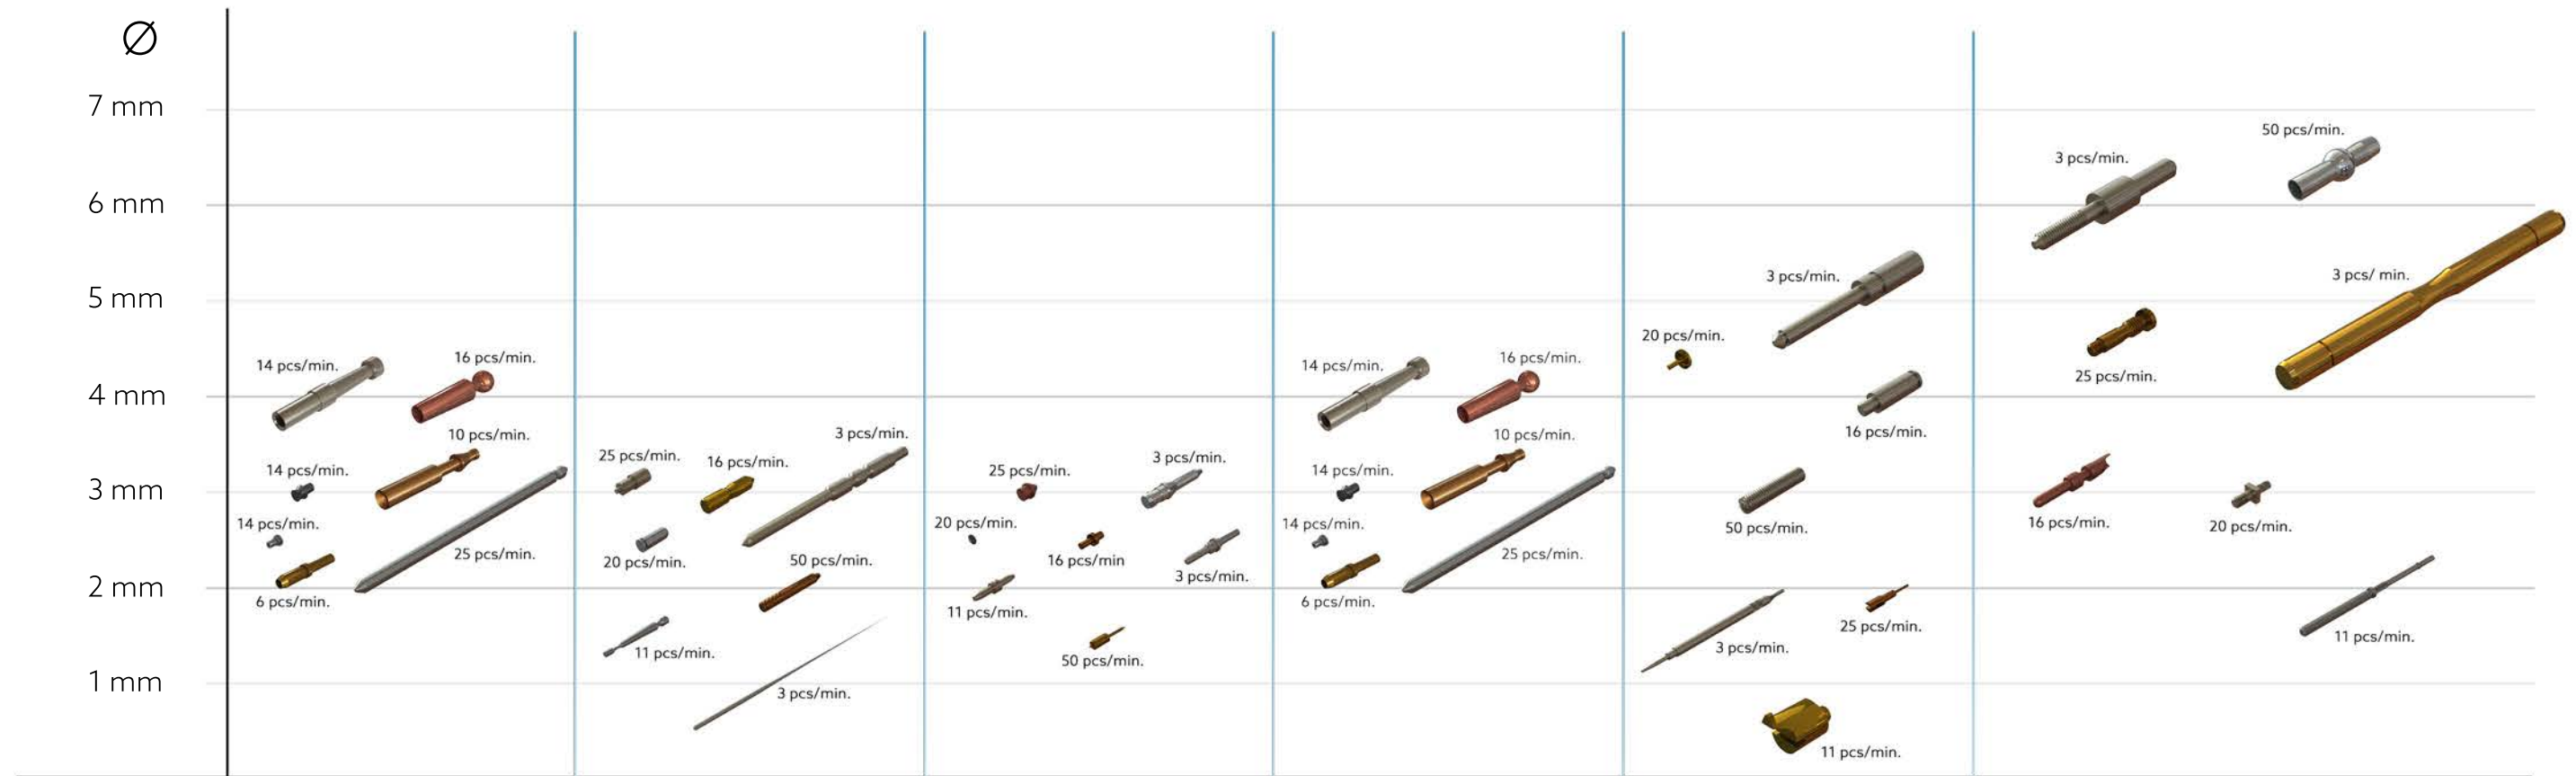 Ø
7 mm
6 mm
5 mm
4 mm
3 mm
2 mm
1 mm
14 pcs/min.
16 pcs/min.
10 pcs/min.
14 pcs/min.
14 pcs/min.
25 pcs/min.
6 pcs/min.
3 pcs/min.
25 pcs/min.
16 pcs/min.
20 pcs/min.
50 pcs/min.
11 pcs/min.
3 pcs/min.
3 pcs/min.
25 pcs/min.
20 pcs/min.
16 pcs/min
3 pcs/min.
11 pcs/min.
50 pcs/min.
14 pcs/min.
16 pcs/min.
10 pcs/min.
14 pcs/min.
14 pcs/min.
25 pcs/min.
6 pcs/min.
3 pcs/min.
20 pcs/min.
16 pcs/min.
50 pcs/min.
25 pcs/min.
3 pcs/min.
11 pcs/min.
50 pcs/min.
3 pcs/min.
3 pcs/ min.
25 pcs/min.
16 pcs/min.
20 pcs/min.
11 pcs/min.